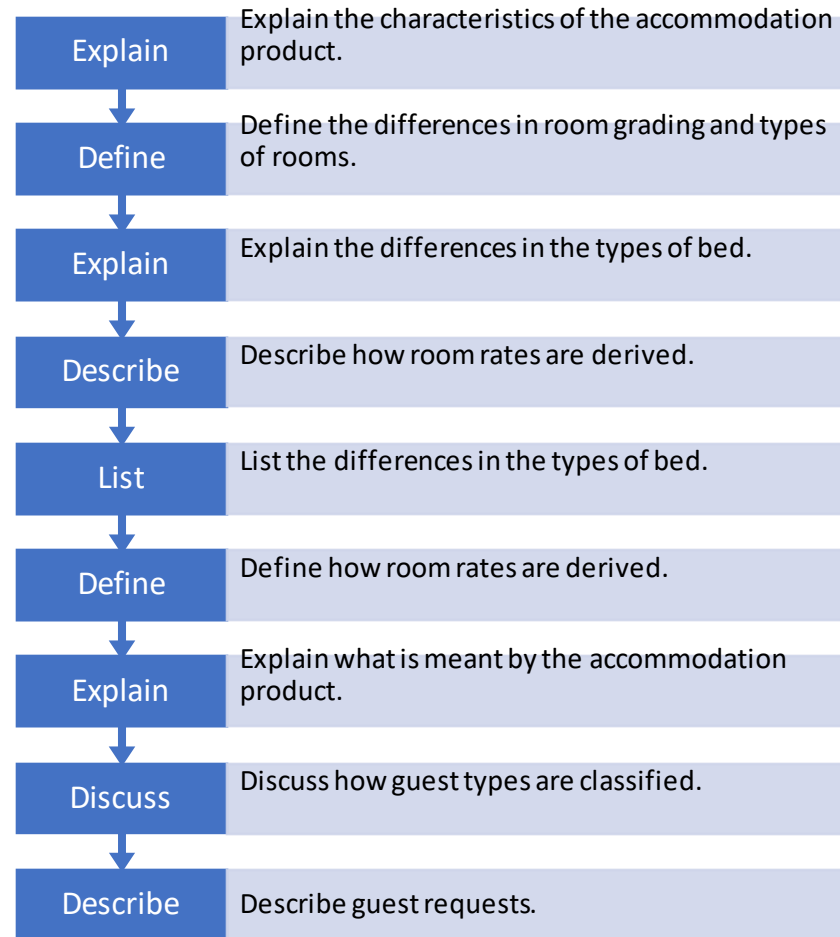 Explain
Explain the characteristics of the accommodation
product.
Define
Define the differences in room grading and types
of rooms.
Explain
Explain the differences in the types of bed.
Describe
Describe how room rates are derived.
List
List the differences in the types of bed.
Define
Define how room rates are derived.
Explain
Explain what is meant by the accommodation
product.
Discuss
Discuss how guest types are classified.
Describe
Describe guest requests.